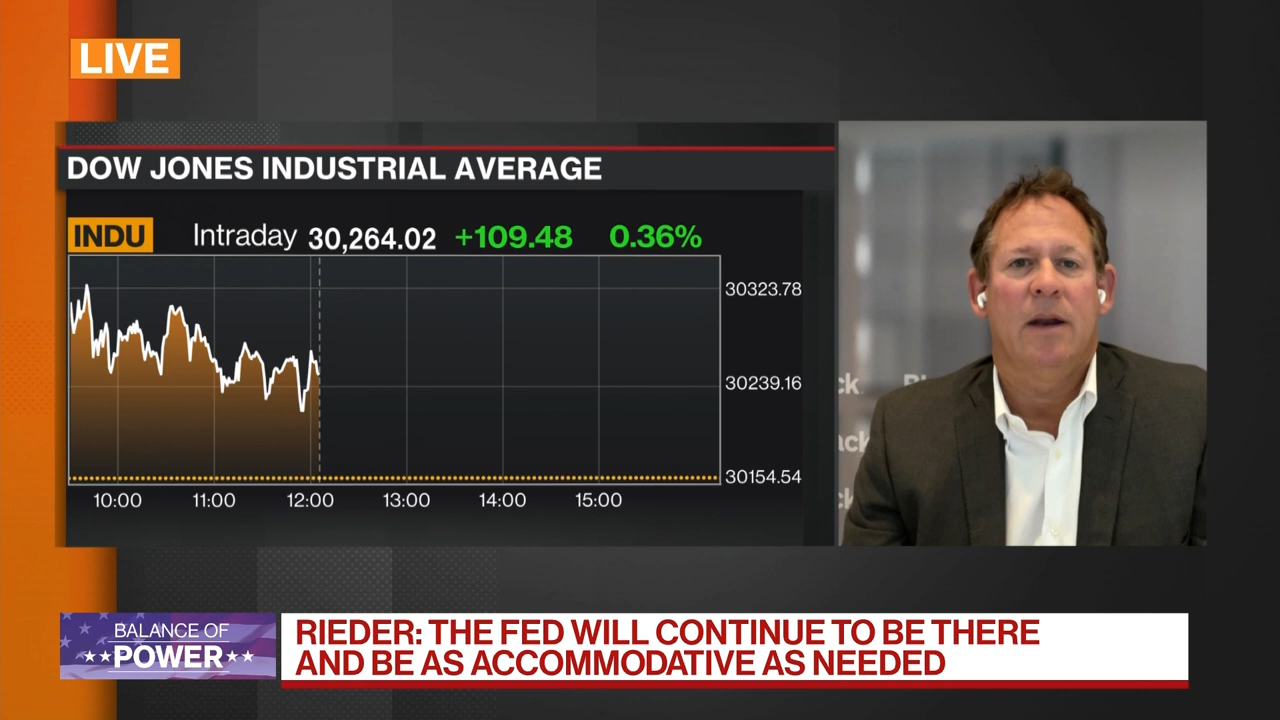 LIVE
DOW JONES INDUSTRIAL AVERAGE
INDU Intraday 30,264.02 +109.48 0.36%
30323.78
30239.16
30154.54
10:00 11:00 12:00 13:00 14:00 15:00
BALANCE OF
POWER
RIEDER: THE FED WILL CONTINUE TO BE THERE
AND BE AS ACCOMMODATIVE AS NEEDED